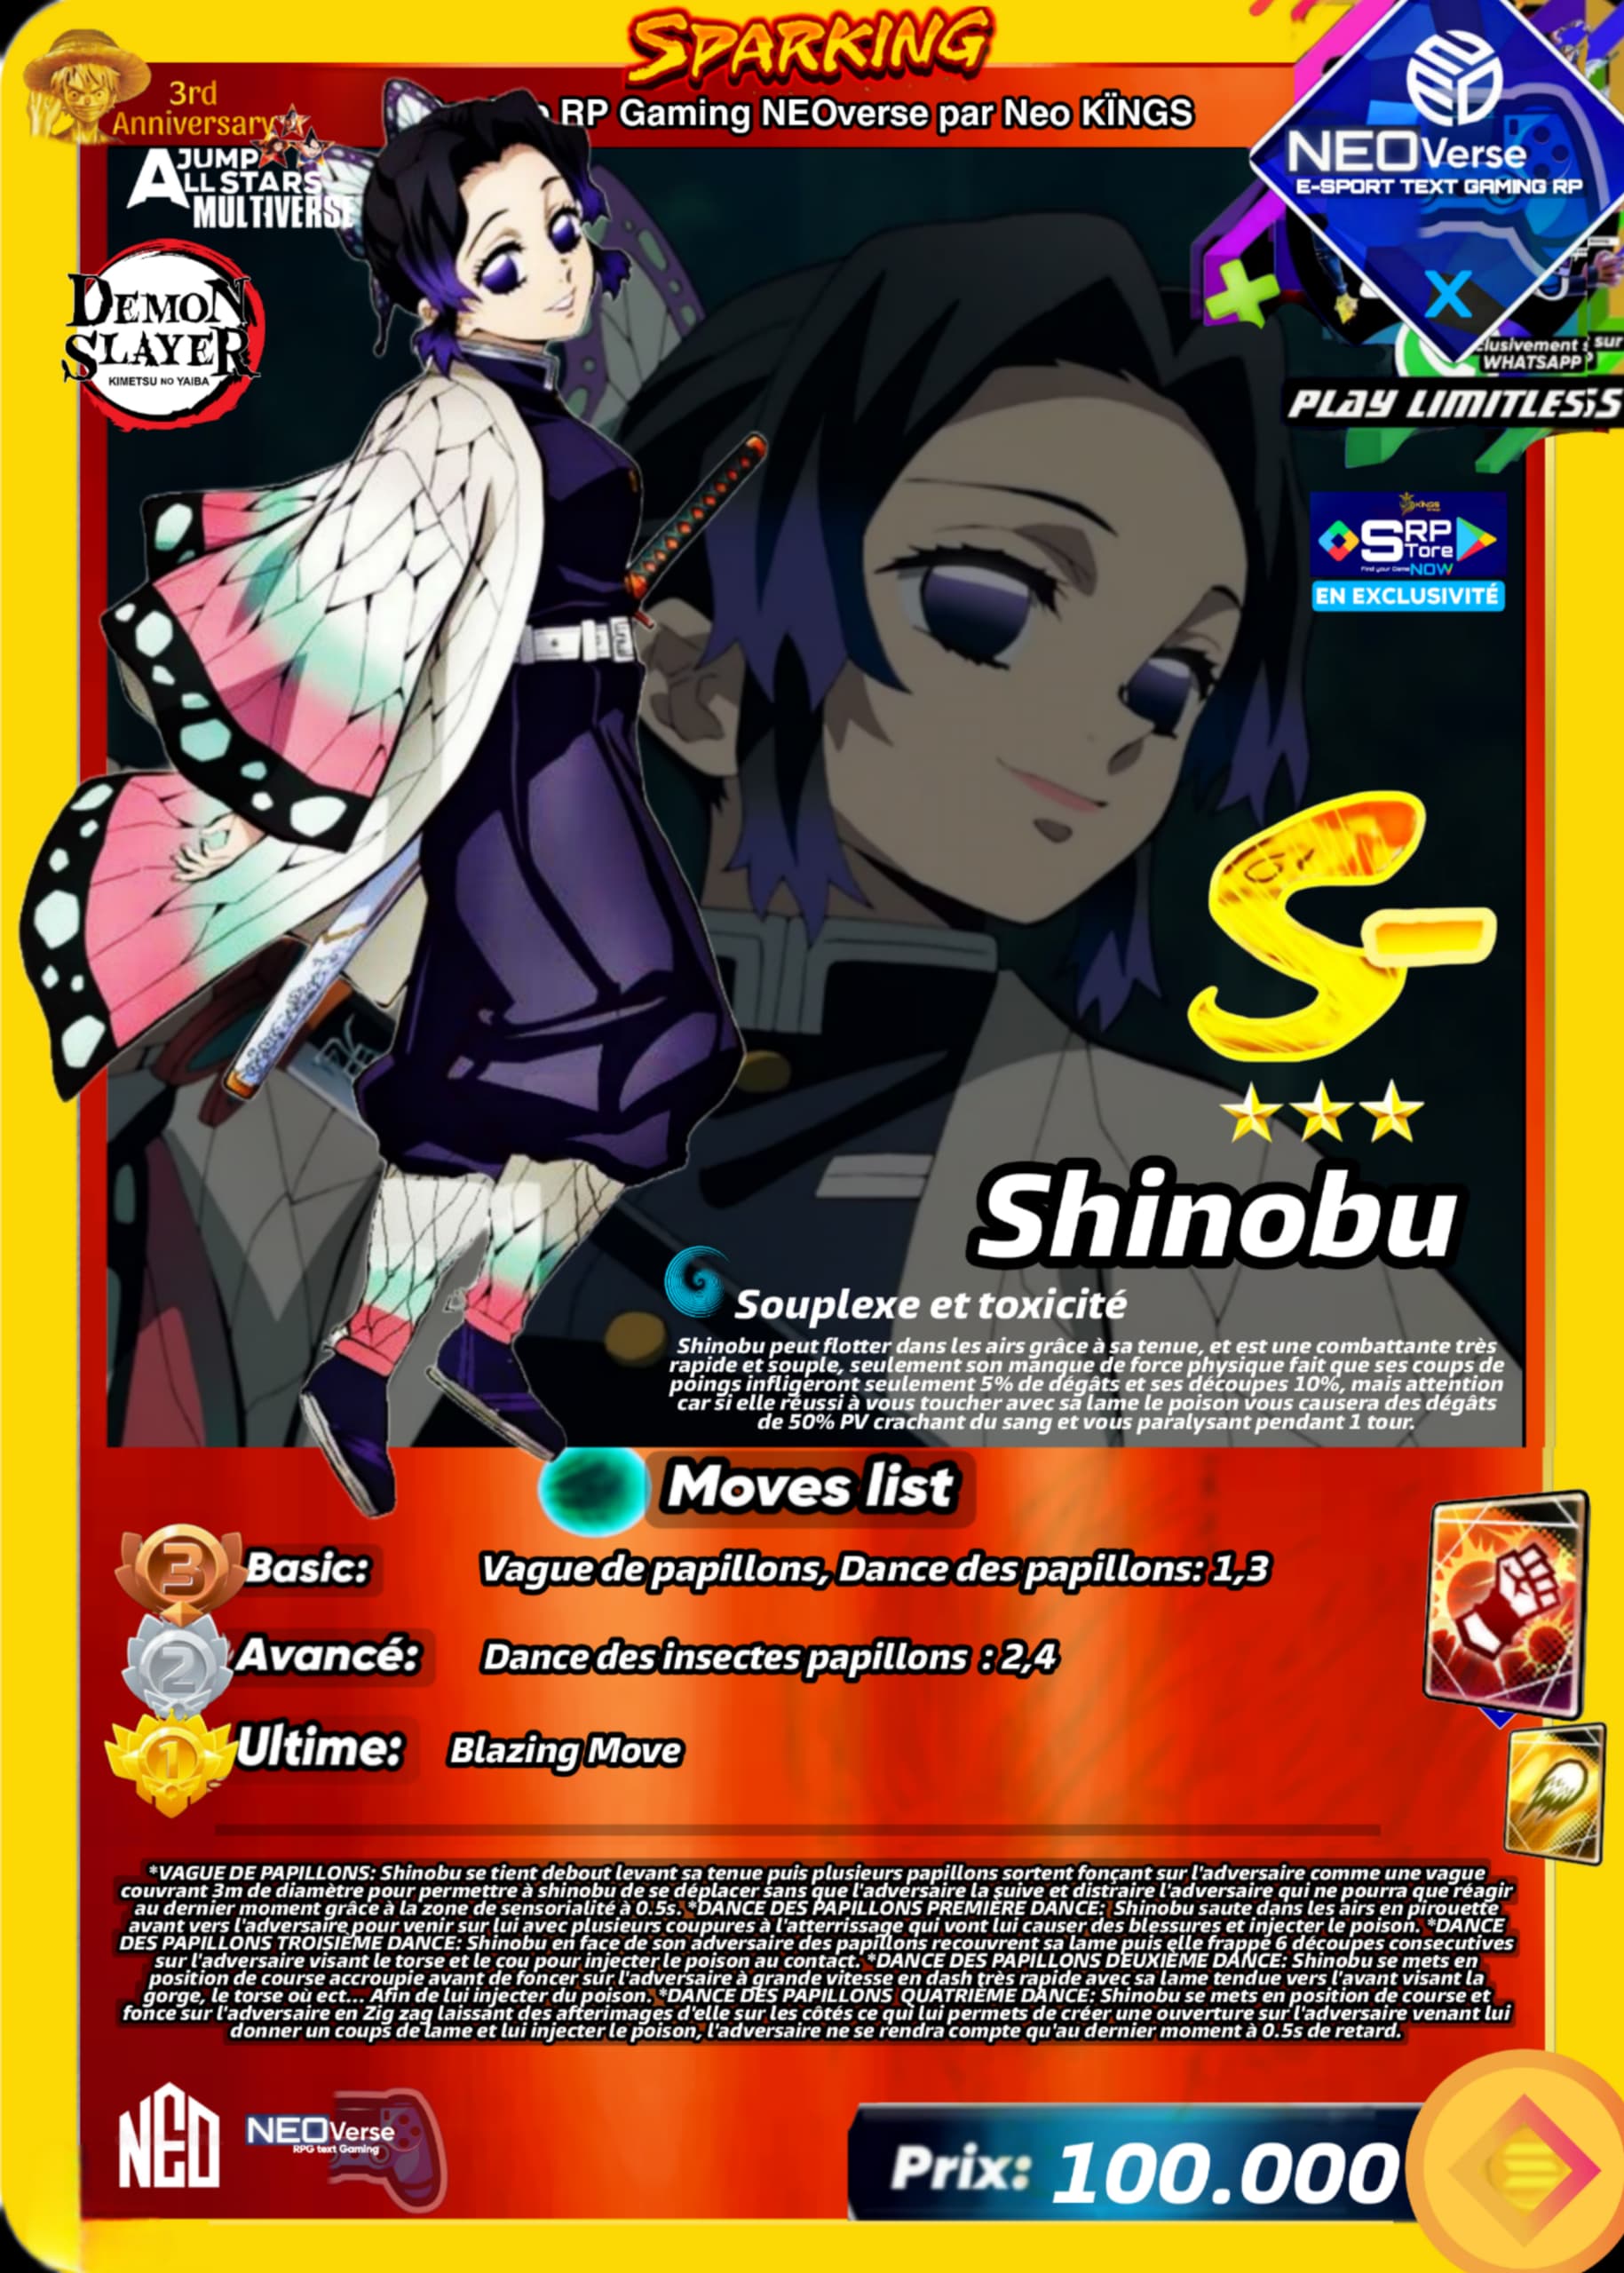 SPARKING
RP Gaming NEOverse par Neo KÏNGS
3rd
Anniversary
JUMP
ALL STARS
MULTIVERSE
NEOVerse
E-SPORT TEXT GAMING RP
X
DEMON
SLAYER
KIMETSU NO YAIBA
clusivement : sur
WHATSAPP
PLAY LIMITLESS
KINGS
SRP
Tore
Find your Game NOW
EN EXCLUSIVITÉ
S-
Shinobu
Souplexe et toxicité
Shinobu peut flotter dans les airs grâce à sa tenue, et est une combattante très
rapide et souple, seulement son manque de force physique fait que ses coups de
poings infligeront seulement 5% de dégâts et ses découpes 10%, mais attention
car si elle réussi à vous toucher avec sa lame le poison vous causera des dégâts
de 50% PV crachant du sang et vous paralysant pendant 1 tour.
Moves list
3 Basic: Vague de papillons, Dance des papillons: 1,3
2 Avancé: Dance des insectes papillons : 2,4
1 Ultime: Blazing Move
*VAGUE DE PAPILLONS: Shinobu se tient debout levant sa tenue puis plusieurs papillons sortent fonçant sur l'adversaire comme une vague
couvrant 3m de diamètre pour permettre à shinobu de se déplacer sans que l'adversaire la suive et distraire l'adversaire qui ne pourra que réagir
au dernier moment grâce à la zone de sensorialité à 0.5s. *DANCE DES PAPILLONS PREMIÈRE DANCE: Shinobu saute dans les airs en pirouette
avant vers l'adversaire pour venir sur lui avec plusieurs coupures à l'atterrissage qui vont lui causer des blessures et injecter le poison. *DANCE
DES PAPILLONS TROISIÈME DANCE: Shinobu en face de son adversaire des papillons recouvrent sa lame puis elle frappe 6 découpes consecutives
sur l'adversaire visant le torse et le cou pour injecter le poison au contact. *DANCE DES PAPILLONS DEUXIÈME DANCE: Shinobu se mets en
position de course accroupie avant de foncer sur l'adversaire à grande vitesse en dash très rapide avec sa lame tendue vers l'avant visant la
gorge, le torse où ect... Afin de lui injecter du poison. *DANCE DES PAPILLONS QUATRIÈME DANCE: Shinobu se mets en position de course et
fonce sur l'adversaire en Zig zag laissant des afterimages d'elle sur les côtés ce qui lui permets de créer une ouverture sur l'adversaire venant lui
donner un coups de lame et lui injecter le poison, l'adversaire ne se rendra compte qu'au dernier moment à 0.5s de retard.
NEO
NEOVerse
RPG text Gaming
Prix: 100.000